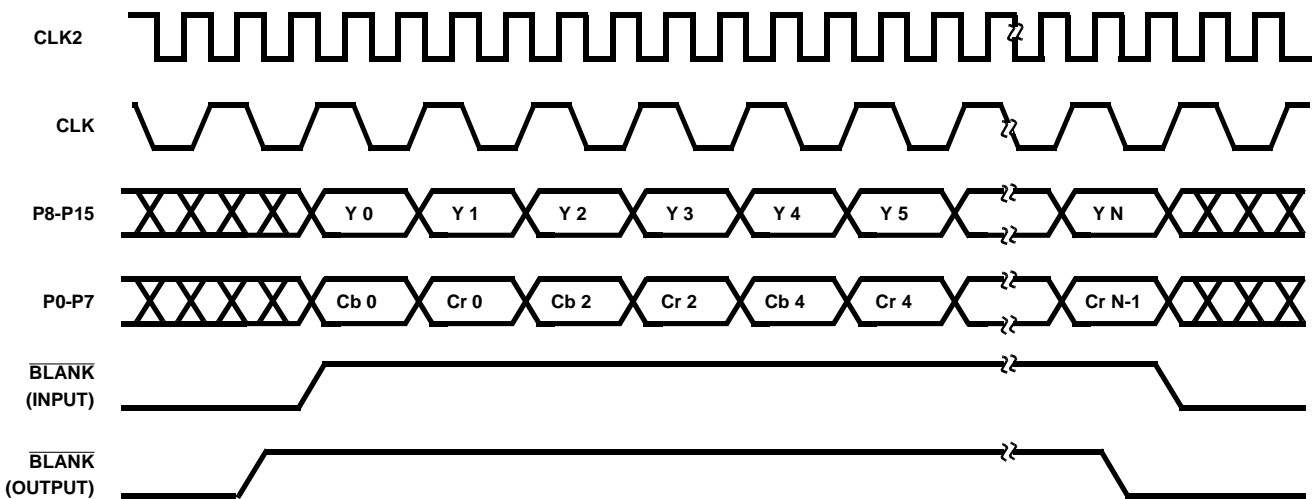 CLK2
CLK
P8-P15
Y 0 Y 1 Y 2 Y 3 Y 4 Y 5 Y N
P0-P7
Cb 0 Cr 0 Cb 2 Cr 2 Cb 4 Cr 4 Cr N-1
BLANK
(INPUT)
BLANK
(OUTPUT)